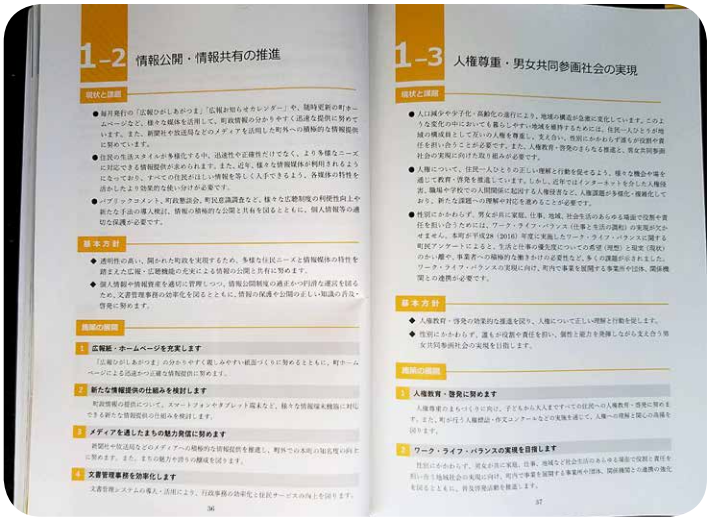 1-2 情報公開・情報共有の推進
現状と課題
●毎月発行の「広報ひがしあがつま」「広報お知らせカレンダー」や、随時更新の町ホー
ムページなど、様々な媒体を活用して、町政情報の分かりやすく迅速な提供に努めて
います。また、新聞社や放送局などのメディアを活用した町外への積極的な情報提供
に努めています。
●住民の生活スタイルが多様化する中、迅速性や正確性だけでなく、より多様なニーズ
に対応できる情報提供が求められます。また、近年、様々な情報媒体が利用されるよう
になっており、すべての住民がほしい情報を等しく入手できるよう、各媒体の特性を
活かしたより効果的な使い分けが必要です。
●パブリックコメント、町政懇談会、町民意識調査など、様々な広聴制度の利便性向上や
新たな手法の導入検討、情報の積極的な公開と共有を図るとともに、個人情報等の適
切な保護が必要です。
基本方針
◆透明性の高い、開かれた町政を実現するため、多様な住民ニーズと情報媒体の特性を
踏まえた広報・広聴機能の充実による情報の公開と共有に努めます。
◆個人情報や情報資産を適切に管理しつつ、情報公開制度の適正かつ円滑な運営を図る
ため、文書管理事務の効率化を図るとともに、情報の保護や公開の正しい知識の普及・
啓発に努めます。
施策の展開
1 広報紙・ホームページを充実します
「広報ひがしあがつま」の分かりやすく親しみやすい紙面づくりに努めるとともに、町ホーム
ページによる迅速かつ正確な情報提供に努めます。
2 新たな情報提供の仕組みを検討します
町政情報の提供について、スマートフォンやタブレット端末など、様々な情報端末機器に対応
できる新たな情報提供の仕組みを検討します。
3 メディアを通したまちの魅力発信に努めます
新聞社や放送局などのメディアへの積極的な情報提供を推進し、町外での本町の知名度の向上
に努めます。また、まちの魅力や誇りの醸成を図ります。
4 文書管理事務を効率化します
文書管理システムの導入・活用により、行政事務の効率化と住民サービスの向上を図ります。
36
1-3 人権尊重・男女共同参画社会の実現
現状と課題
●人口減少や少子化・高齢化の進行により、地域の構造が急激に変化しています。このよ
うな変化の中においても暮らしやすい地域を維持するためには、住民一人ひとりが地
域の構成員として互いの人権を尊重し、支え合い、性別にかかわらず誰もが役割や責
任を担い合うことが必要です。また、人権教育・啓発のさらなる推進と、男女共同参画
社会の実現に向けた取り組みが必要です。
●人権について、住民一人ひとりの正しい理解と行動を促せるよう、様々な機会や場を
通じて教育・啓発を推進しています。しかし、近年ではインターネットを介した人権侵
害、職場や学校での人間関係に起因する人権侵害など、人権課題が多様化・複雑化して
おり、新たな課題への理解や対応を進めることが必要です。
●性別にかかわらず、男女が共に家庭、仕事、地域、社会生活のあらゆる場面で役割や責
任を担い合うためには、ワーク・ライフ・バランス(仕事と生活の調和)の実現が欠か
せません。本町が平成28(2016)年度に実施したワーク・ライフ・バランスに関する
町民アンケートによると、生活と仕事の優先度についての希望(理想)と現実(現状)
のかい離や、事業者への積極的な働きかけの必要性など、多くの課題が示されました。
ワーク・ライフ・バランスの実現に向け、町内で事業を展開する事業所や団体、関係機
関との連携が必要です。
基本方針
◆人権教育・啓発の効果的な推進を図り、人権について正しい理解と行動を促します。
◆性別にかかわらず、誰もが役割や責任を担い、個性と能力を発揮しながら支え合う男
女共同参画社会の実現を目指します。
施策の展開
1 人権教育・啓発に努めます
人権尊重のまちづくりに向け、子どもから大人まですべての住民への人権教育・啓発に努めま
す。また、町が行う人権標語・作文コンクールなどの実施を通じて、人権への理解と関心の高揚を
図ります。
2 ワーク・ライフ・バランスの実現を目指します
性別にかかわらず、男女が共に家庭、仕事、地域など社会生活のあらゆる場面で役割と責任を
担い合う地域社会の実現に向け、町内で事業を展開する事業所や団体、関係機関との連携の強化
を図るとともに、普及啓発活動を推進します。
37